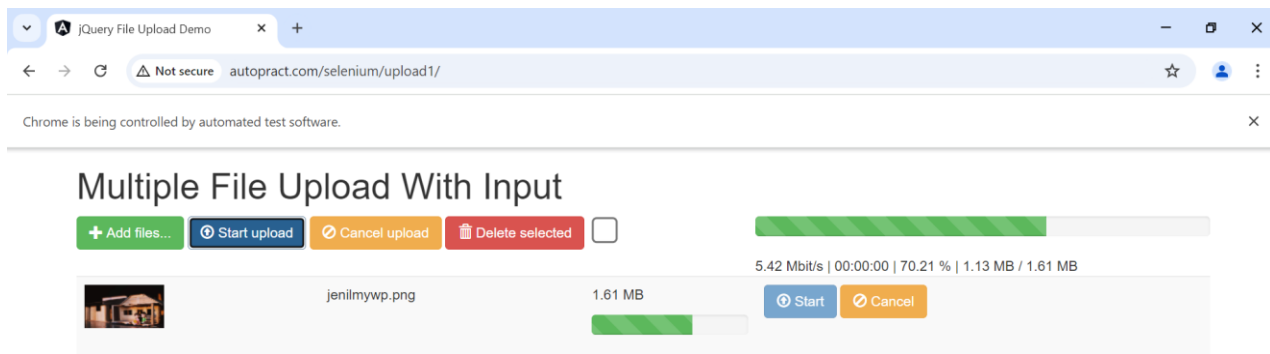 jQuery File Upload Demo
Not secure autopract.com/selenium/upload1/
Chrome is being controlled by automated test software.
Multiple File Upload With Input
Add files... Start upload Cancel upload Delete selected
5.42 Mbit/s | 00:00:00 | 70.21 % | 1.13 MB / 1.61 MB
jenilmywp.png 1.61 MB Start Cancel